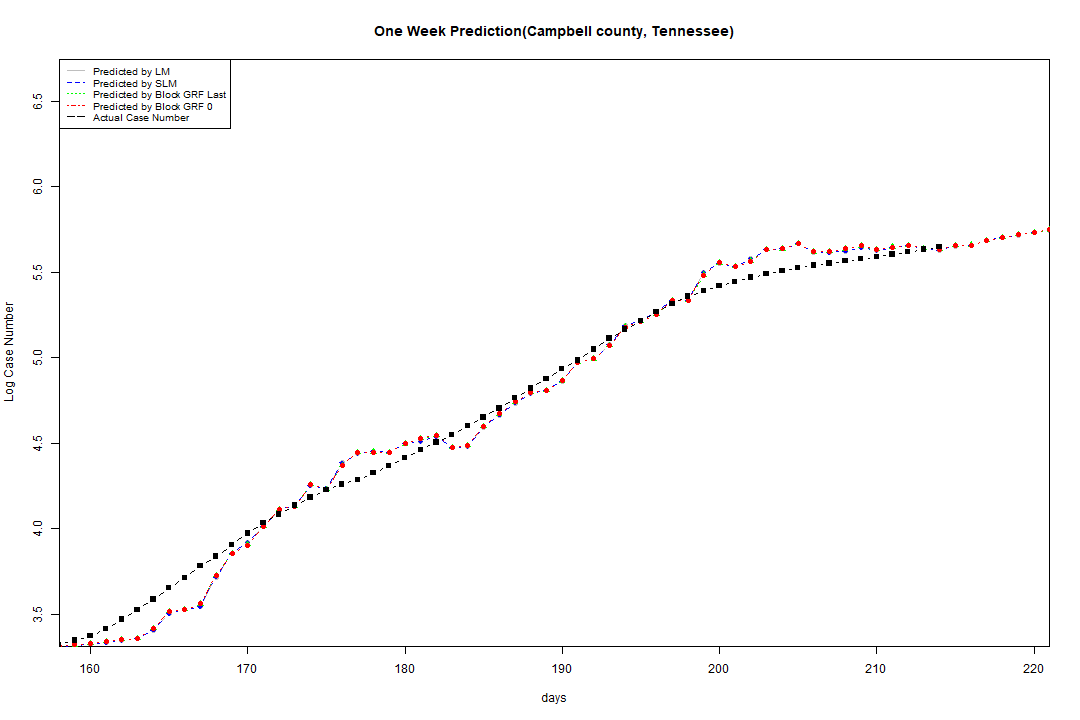 One Week Prediction(Campbell county, Tennessee)
Predicted by LM
Predicted by SLM
Predicted by Block GRF Last
Predicted by Block GRF 0
Actual Case Number
6.5
6.0
5.5
5.0
4.5
4.0
3.5
Log Case Number
160 170 180 190 200 210 220
days